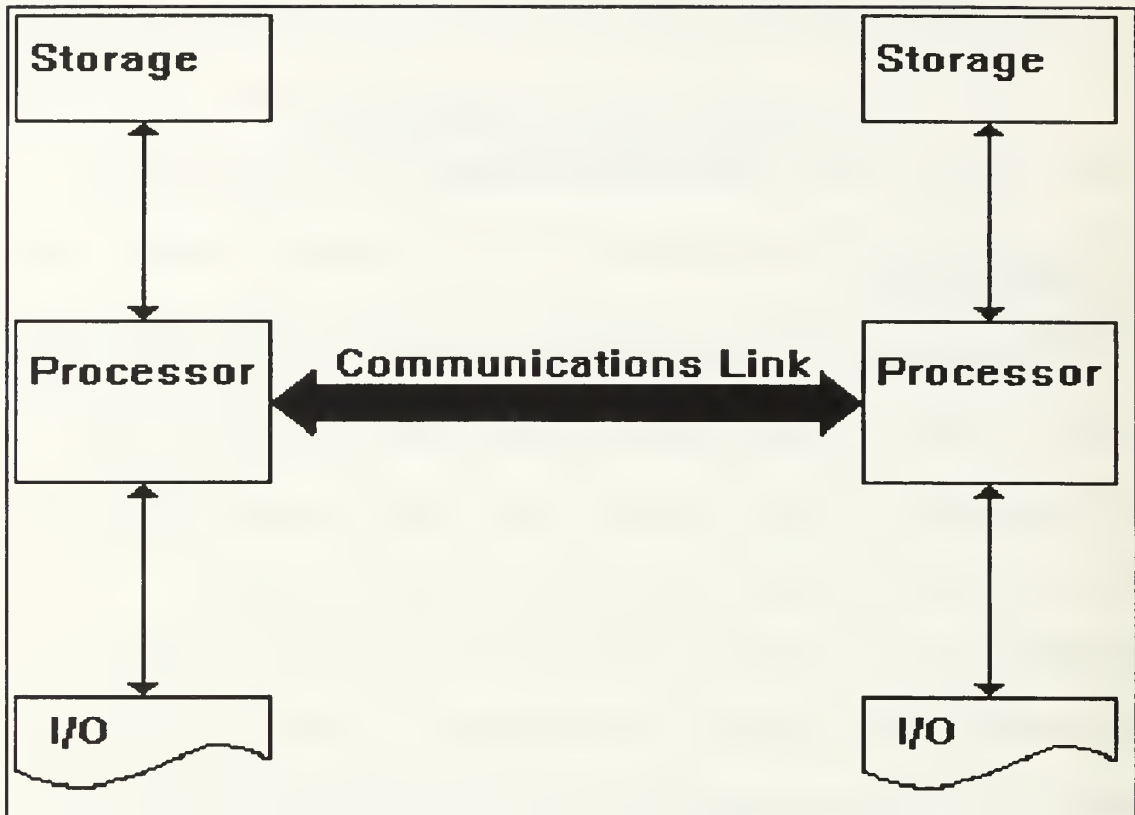 Storage
Storage
Processor
Communications Link
Processor
I/O
I/O